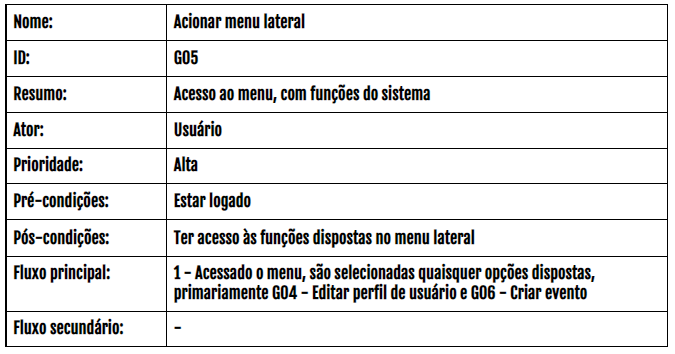 Nome: Acionar menu lateral
ID: G05
Resumo: Acesso ao menu, com funções do sistema
Ator: Usuário
Prioridade: Alta
Pré-condições: Estar logado
Pós-condições: Ter acesso às funções dispostas no menu lateral
Fluxo principal: 1 - Acessado o menu, são selecionadas quaisquer opções dispostas,
primariamente G04 - Editar perfil de usuário e G06 - Criar evento
Fluxo secundário: -